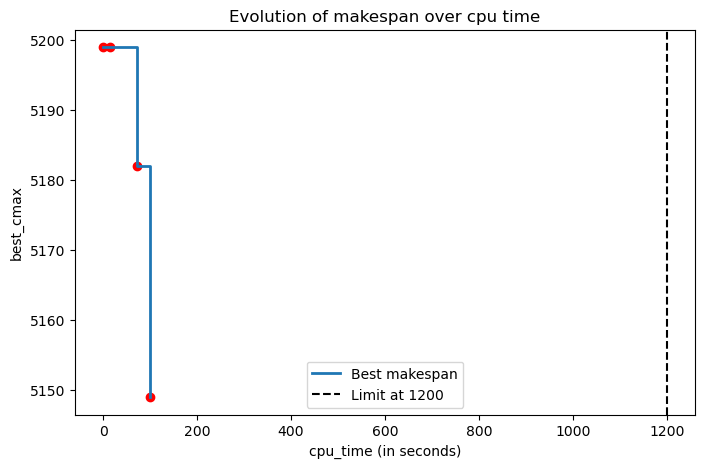 Evolution of makespan over cpu time
best_cmax
5200
5190
5180
5170
5160
5150
Best makespan
Limit at 1200
0
200
400
600
800
1000
1200
cpu_time (in seconds)